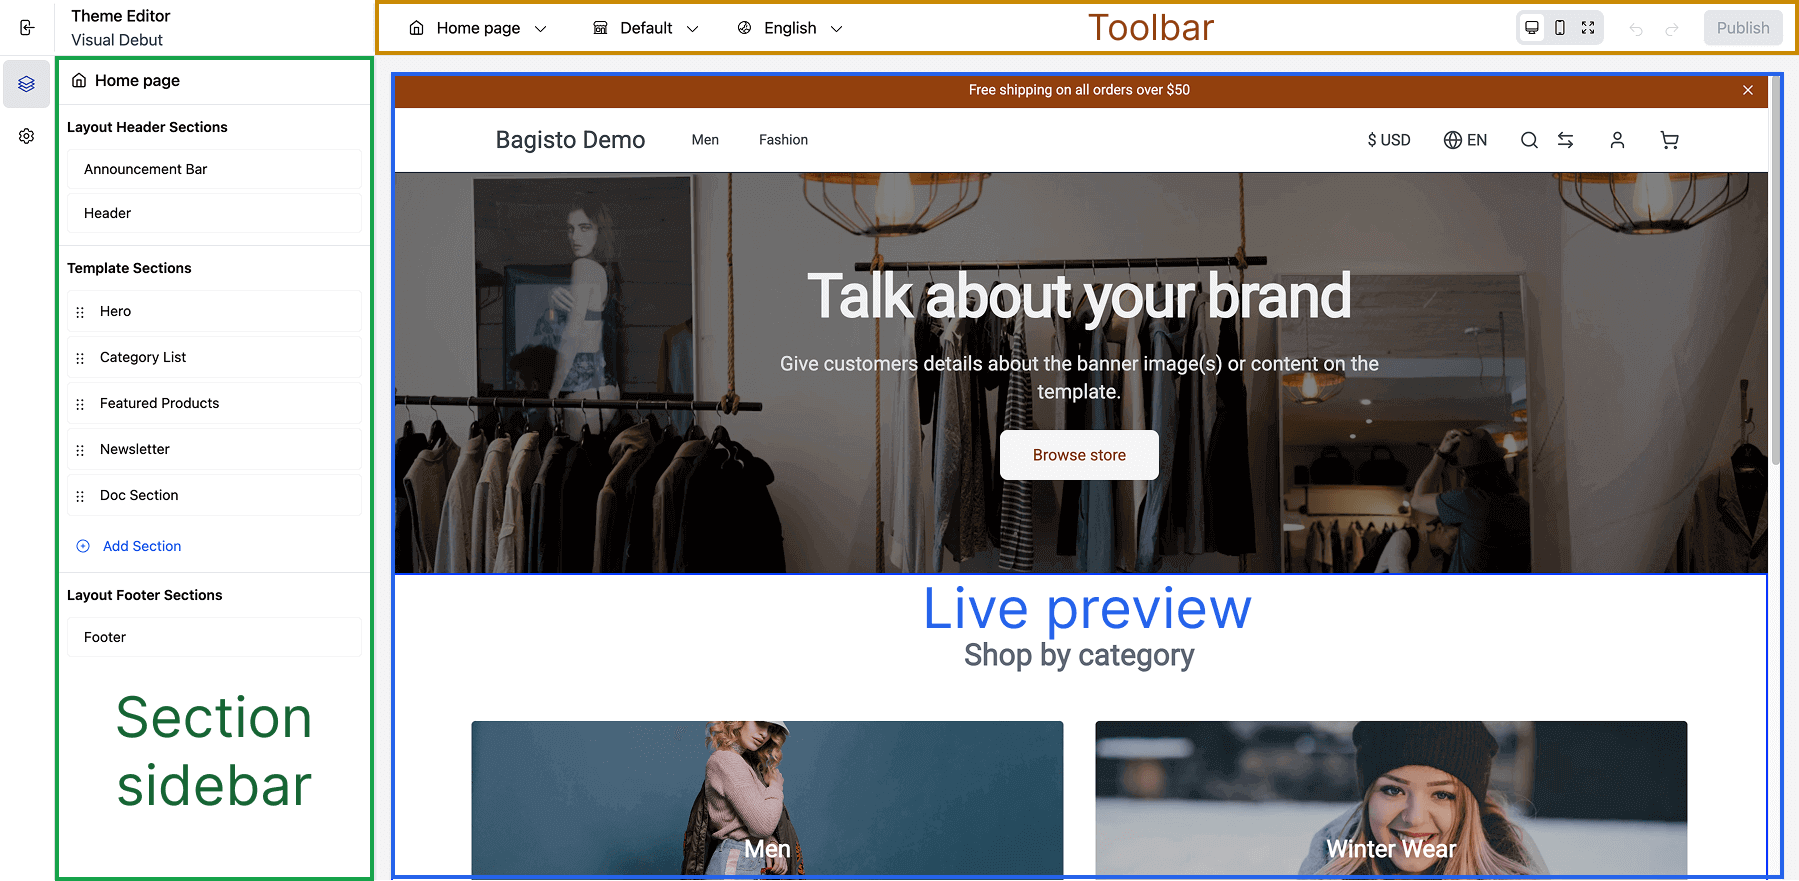 Theme Editor
Visual Debut
Home page
Default
English
Toolbar
Publish
Home page
Layout Header Sections
Announcement Bar
Header
Template Sections
Hero
Category List
Featured Products
Newsletter
Doc Section
Add Section
Layout Footer Sections
Footer
Section
sidebar
Free shipping on all orders over $50
Bagisto Demo
Men
Fashion
$ USD
EN
Talk about your brand
Give customers details about the banner image(s) or content on the
template.
Browse store
Live preview
Shop by category
Men
Winter Wear